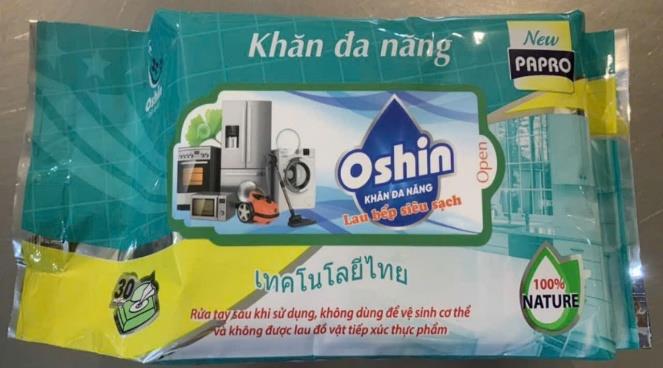 Khăn đa năng
New
PAPRO
Oshin
Oshin
KHĂN ĐA NĂNG
Lau bếp siêu sạch
Open
เทคโนโลยีไทย
30
100%
NATURE
Rửa tay sau khi sử dụng, không dùng để vệ sinh cơ thể
và không được lau đồ vật tiếp xúc thực phẩm